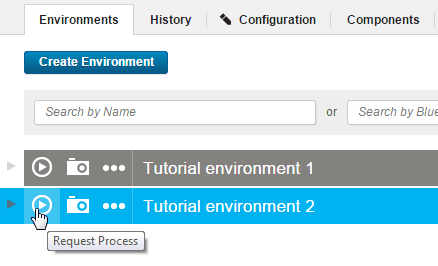 Environments History Configuration Components
Create Environment
Search by Name or Search by Blue
Tutorial environment 1
Tutorial environment 2
Request Process